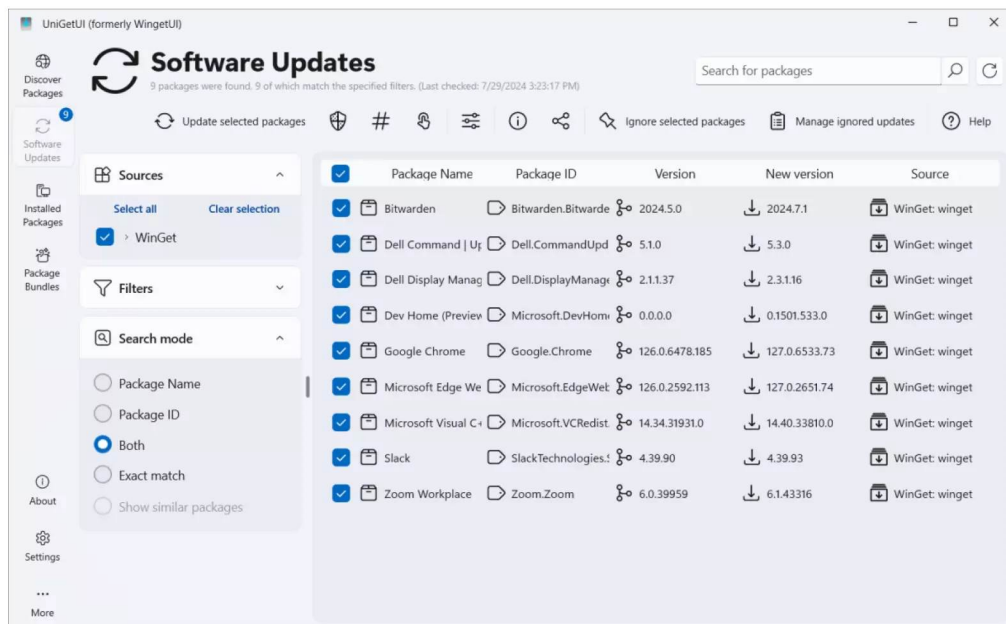 UniGetUI (formerly WingetUI)
Discover
Packages
9
Software
Updates
Installed
Packages
Package
Bundles
About
Settings
More
Software Updates
9 packages were found. 9 of which match the specified filters. (Last checked: 7/29/2024 3:23:17 PM)
Search for packages
Update selected packages
Ignore selected packages
Manage ignored updates
Help
Sources
Select all Clear selection
WinGet
Filters
Search mode
Package Name
Package ID
Both
Exact match
Show similar packages
Package Name Package ID Version New version Source
Bitwarden Bitwarden.Bitwarde 2024.5.0 2024.7.1 WinGet: winget
Dell Command | Up Dell.CommandUpd 5.1.0 5.3.0 WinGet: winget
Dell Display Manag Dell.DisplayManage 2.1.1.37 2.3.1.16 WinGet: winget
Dev Home (Preview Microsoft.DevHome 0.0.0.0 0.1501.533.0 WinGet: winget
Google Chrome Google.Chrome 126.0.6478.185 127.0.6533.73 WinGet: winget
Microsoft Edge We Microsoft.EdgeWeb 126.0.2592.113 127.0.2651.74 WinGet: winget
Microsoft Visual C+ Microsoft.VCRedist. 14.34.31931.0 14.40.33810.0 WinGet: winget
Slack SlackTechnologies.S 4.39.90 4.39.93 WinGet: winget
Zoom Workplace Zoom.Zoom 6.0.39959 6.1.43316 WinGet: winget